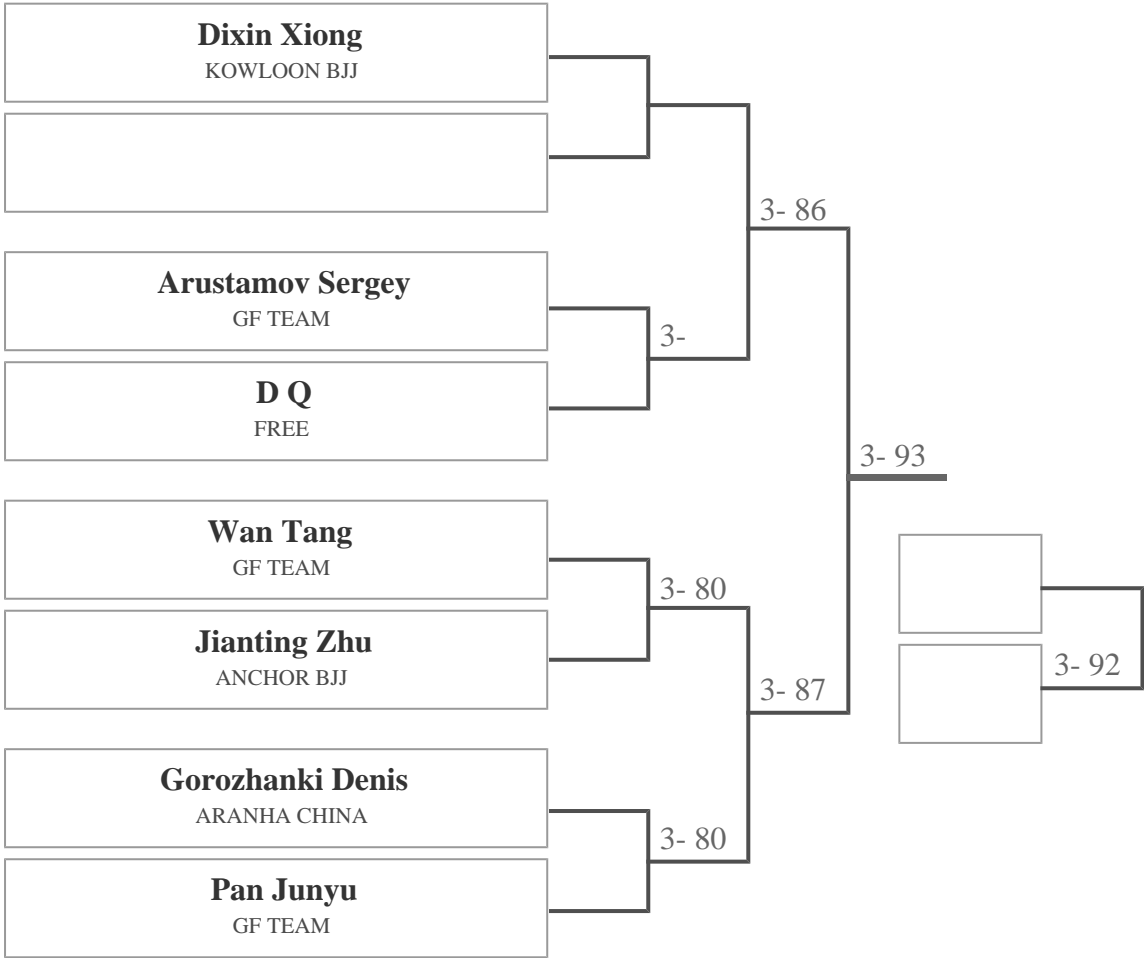 Dixin Xiong
KOWLOON BJJ
3- 86
Arustamov Sergey
GF TEAM
3-
D Q
FREE
3- 93
Wan Tang
GF TEAM
3- 80
Jianting Zhu
ANCHOR BJJ
3- 92
3- 87
Gorozhanki Denis
ARANHA CHINA
3- 80
Pan Junyu
GF TEAM